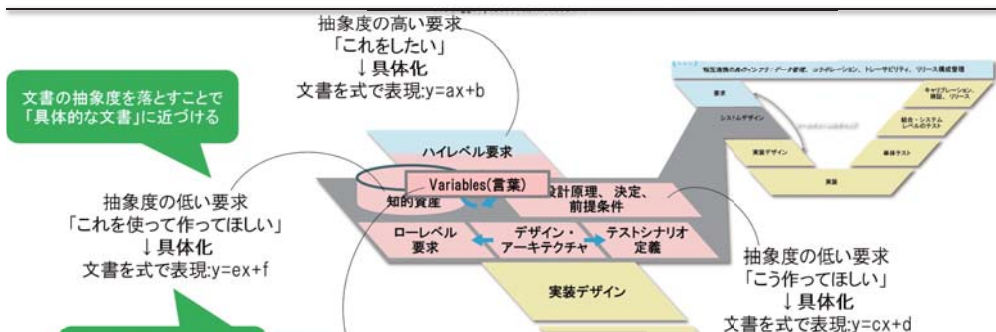 抽象度の高い要求
「これをしたい」
↓具体化
文書を式で表現:y=ax+b
文書の抽象度を落とすことで
「具体的な文書」に近づける
要求
システムデザイン
実装デザイン
実装
単体テスト
結合・システム
レベルのテスト
キャリブレーション、
検証、リリース
ハイレベル要求
Variables(言葉)
知的資産
設計原理、決定、
前提条件
ローレベル
要求
デザイン・
アーキテクチャ
テストシナリオ
定義
実装デザイン
抽象度の低い要求
「これを使って作ってほしい」
↓具体化
文書を式で表現:y=ex+f
抽象度の低い要求
「こう作ってほしい」
↓具体化
文書を式で表現:y=cx+d